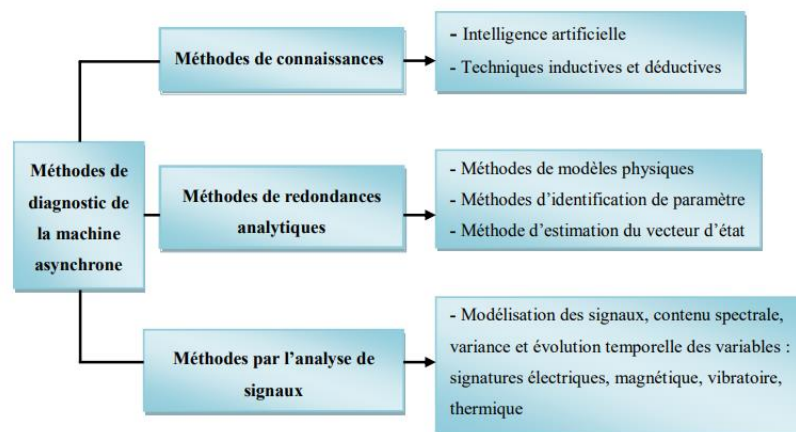 Méthodes de
diagnostic de
la machine
asynchrone
Méthodes de connaissances
- Intelligence artificielle
- Techniques inductives et déductives
Méthodes de redondances
analytiques
- Méthodes de modèles physiques
- Méthodes d’identification de paramètre
- Méthode d’estimation du vecteur d’état
Méthodes par l’analyse de
signaux
- Modélisation des signaux, contenu spectrale,
variance et évolution temporelle des variables :
signatures électriques, magnétique, vibratoire,
thermique